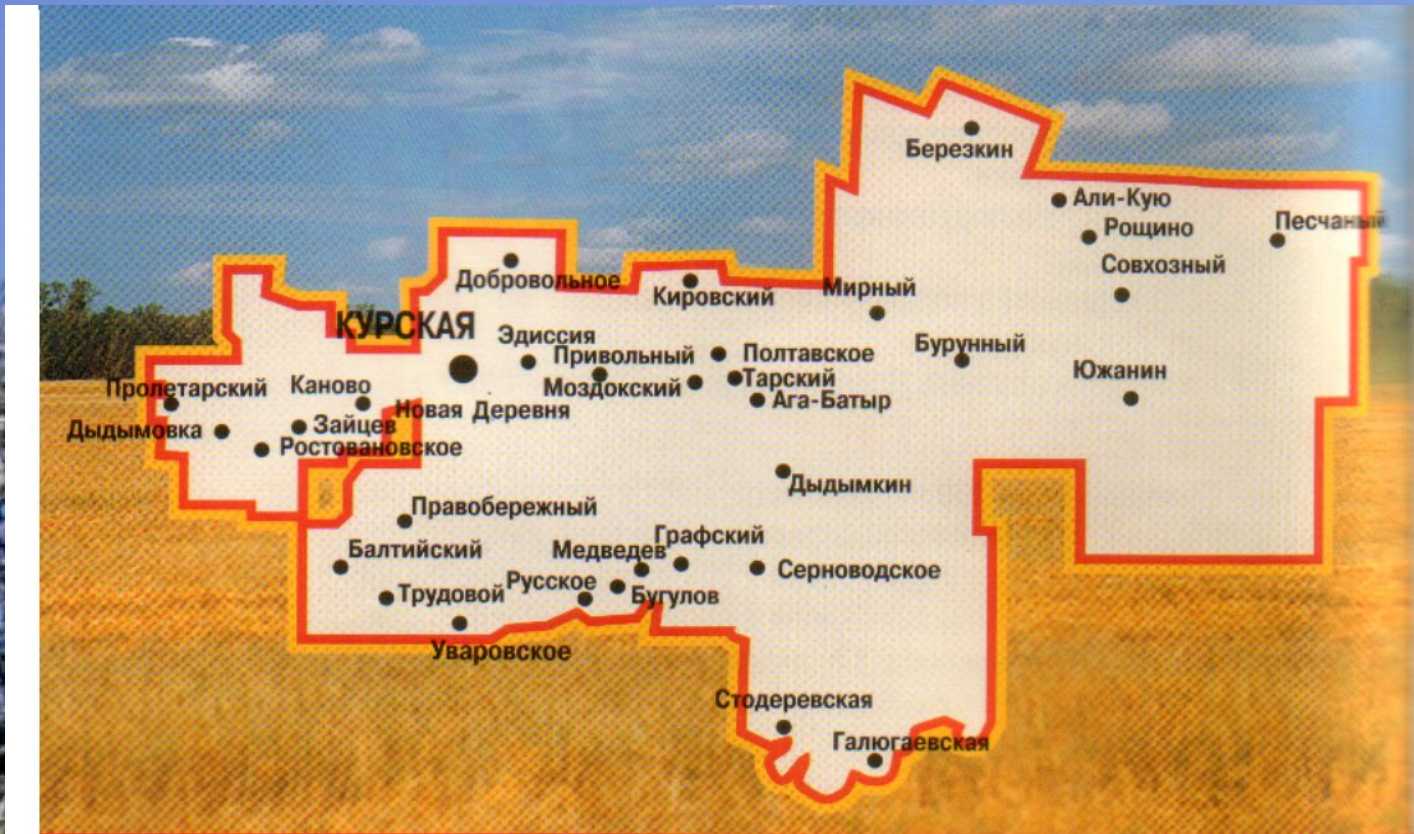 Березкин
Али-Кую
Песчаный
Рощино
Совхозный
Добровольное
Кировский
Мирный
КУРСКАЯ
Эдиссия
Бурунный
Привольный
Полтавское
Южанин
Пролетарский
Каново
Моздокский
Тарский
Ага-Батыр
Новая Деревня
Дыдымовка
Зайцев
Ростовановское
Дыдымкин
Правобережный
Графский
Балтийский
Медведев
Серноводское
Трудовой
Русское
Бугулов
Уваровское
Стодеревская
Галюгаевская